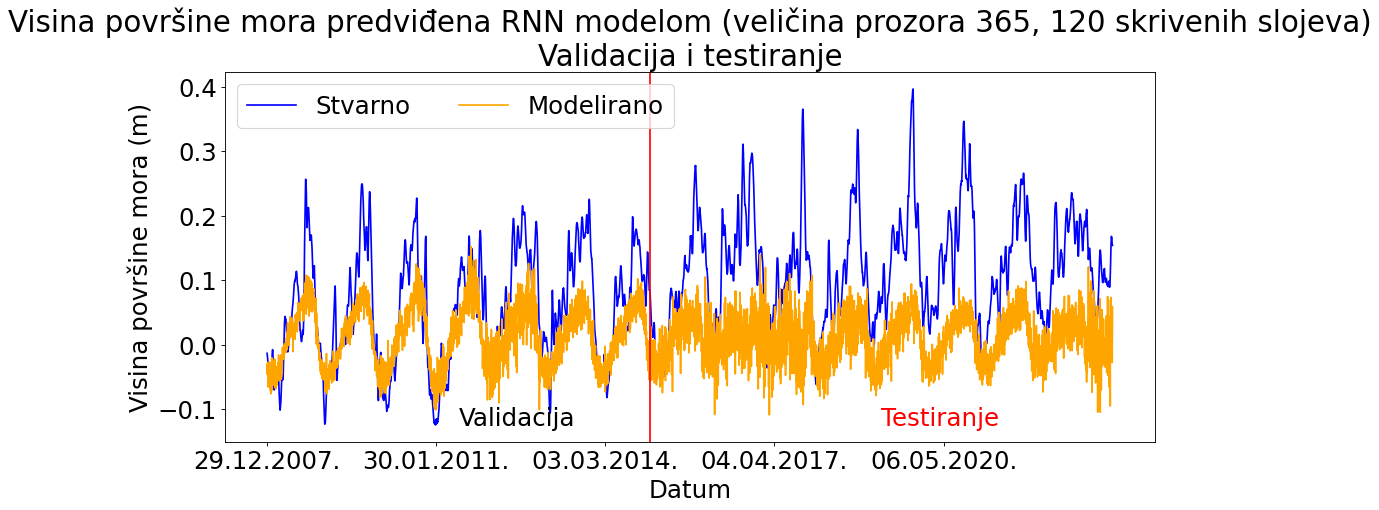 Visina površine mora predviđena RNN modelom (veličina prozora 365, 120 skrivenih slojeva)
Validacija i testiranje
Stvarno
Modelirano
Visina površine mora (m)
0.4
0.3
0.2
0.1
0.0
−0.1
Validacija
Testiranje
29.12.2007.
30.01.2011.
03.03.2014.
04.04.2017.
06.05.2020.
Datum